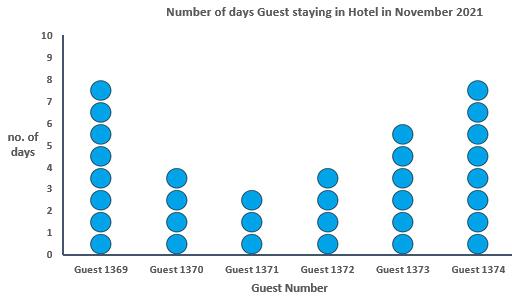 Number of days Guest staying in Hotel in November 2021
10
9
8
7
6
5
4
3
2
1
0
no. of
days
Guest 1369 Guest 1370 Guest 1371 Guest 1372 Guest 1373 Guest 1374
Guest Number